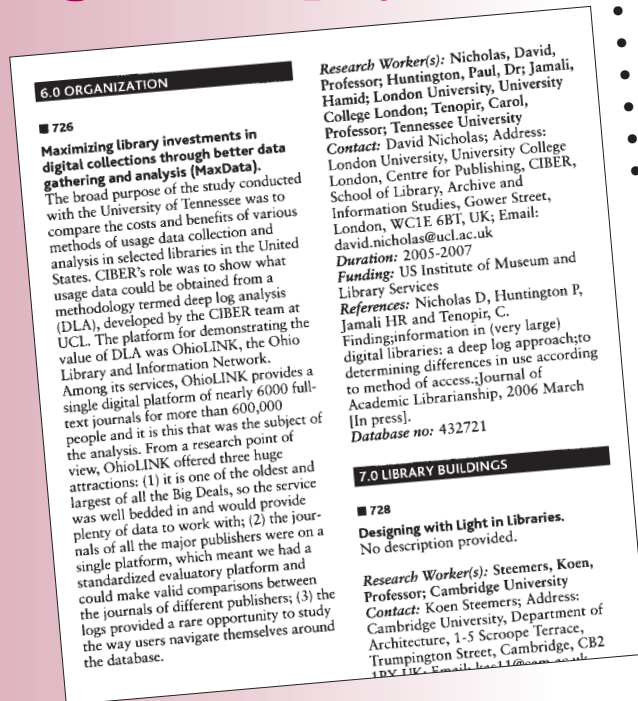 6.0 ORGANIZATION
■ 726
Maximizing library investments in
digital collections through better data
gathering and analysis (MaxData).
The broad purpose of the study conducted
with the University of Tennessee was to
compare the costs and benefits of various
methods of usage data collection and
analysis in selected libraries in the United
States. CIBER's role was to show what
usage data could be obtained from a
methodology termed deep log analysis
(DLA), developed by the CIBER team at
UCL. The platform for demonstrating the
value of DLA was OhioLINK, the Ohio
Library and Information Network.
Among its services, OhioLINK provides a
single digital platform of nearly 6000 full-
text journals for more than 600,000
people and it is this that was the subject of
the analysis. From a research point of
view, OhioLINK offered three huge
attractions: (1) it is one of the oldest and
largest of all the Big Deals, so the service
was well bedded in and would provide
plenty of data to work with; (2) the jour-
nals of all the major publishers were on a
single platform, which meant we had a
standardized evaluatory platform and
could make valid comparisons between
the journals of different publishers; (3) the
logs provided a rare opportunity to study
the way users navigate themselves around
the database.
Research Worker(s): Nicholas, David,
Professor; Huntington, Paul, Dr; Jamali,
Hamid; London University, University
College London; Tenopir, Carol,
Professor; Tennessee University
Contact: David Nicholas; Address:
London University, University College
London, Centre for Publishing, CIBER,
School of Library, Archive and
Information Studies, Gower Street,
London, WC1E 6BT, UK; Email:
david.nicholas@ucl.ac.uk
Duration: 2005-2007
Funding: US Institute of Museum and
Library Services
References: Nicholas D, Huntington P,
Jamali HR and Tenopir, C.
Finding;information in (very large)
digital libraries: a deep log approach;to
determining differences in use according
to method of access.;Journal of
Academic Librarianship, 2006 March
[In press].
Database no: 432721
7.0 LIBRARY BUILDINGS
■ 728
Designing with Light in Libraries.
No description provided.
Research Worker(s): Steemers, Koen,
Professor; Cambridge University
Contact: Koen Steemers; Address:
Cambridge University, Department of
Architecture, 1-5 Scroope Terrace,
Trumpington Street, Cambridge, CB2